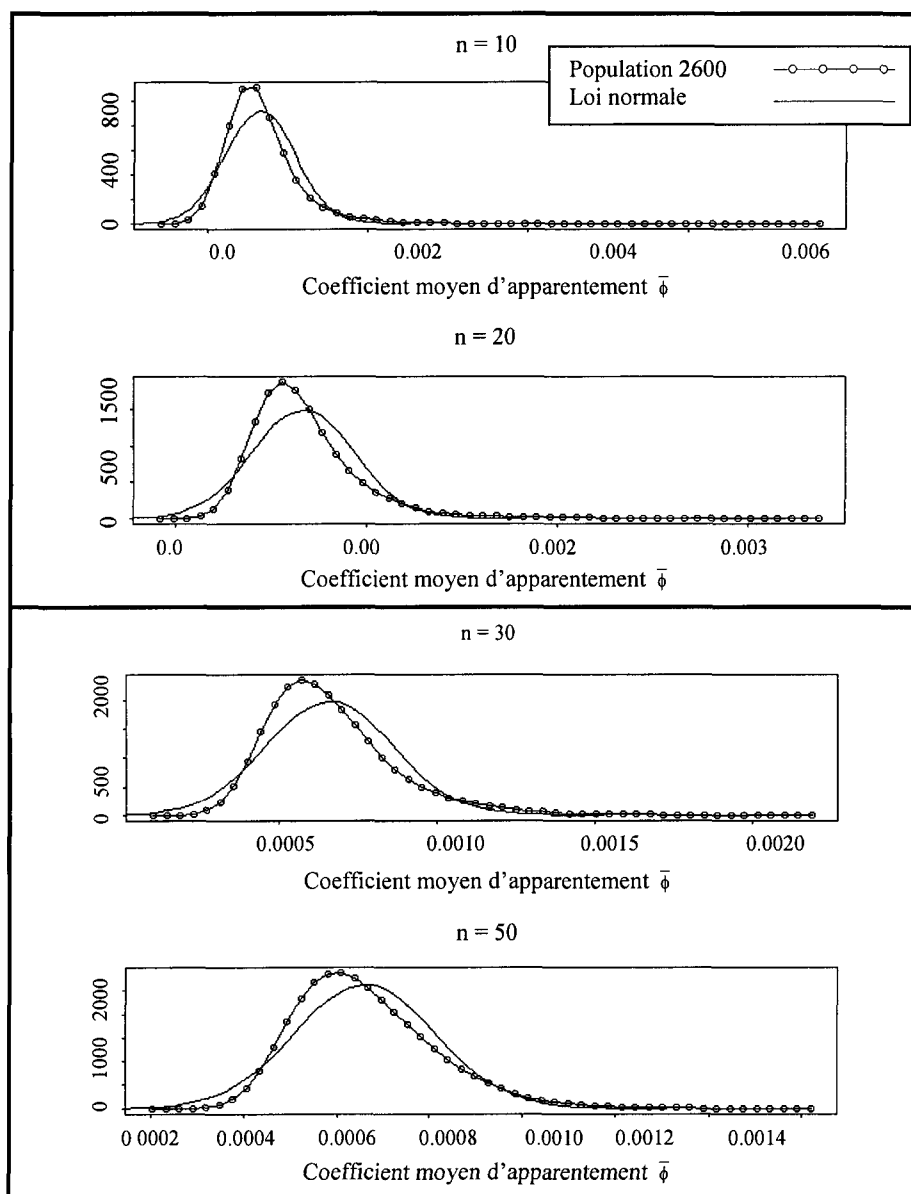 n = 10
Population 2600
Loi normale
800
400
0
0.0 0.002 0.004 0.006
Coefficient moyen d'apparentement ϕ̄
n = 20
1500
500
0
0.0 0.00 0.002 0.003
Coefficient moyen d'apparentement ϕ̄
n = 30
2000
500
0
0.0005 0.0010 0.0015 0.0020
Coefficient moyen d'apparentement ϕ̄
n = 50
2000
1000
0
0 0002 0.0004 0.0006 0.0008 0.0010 0.0012 0.0014
Coefficient moyen d'apparentement ϕ̄